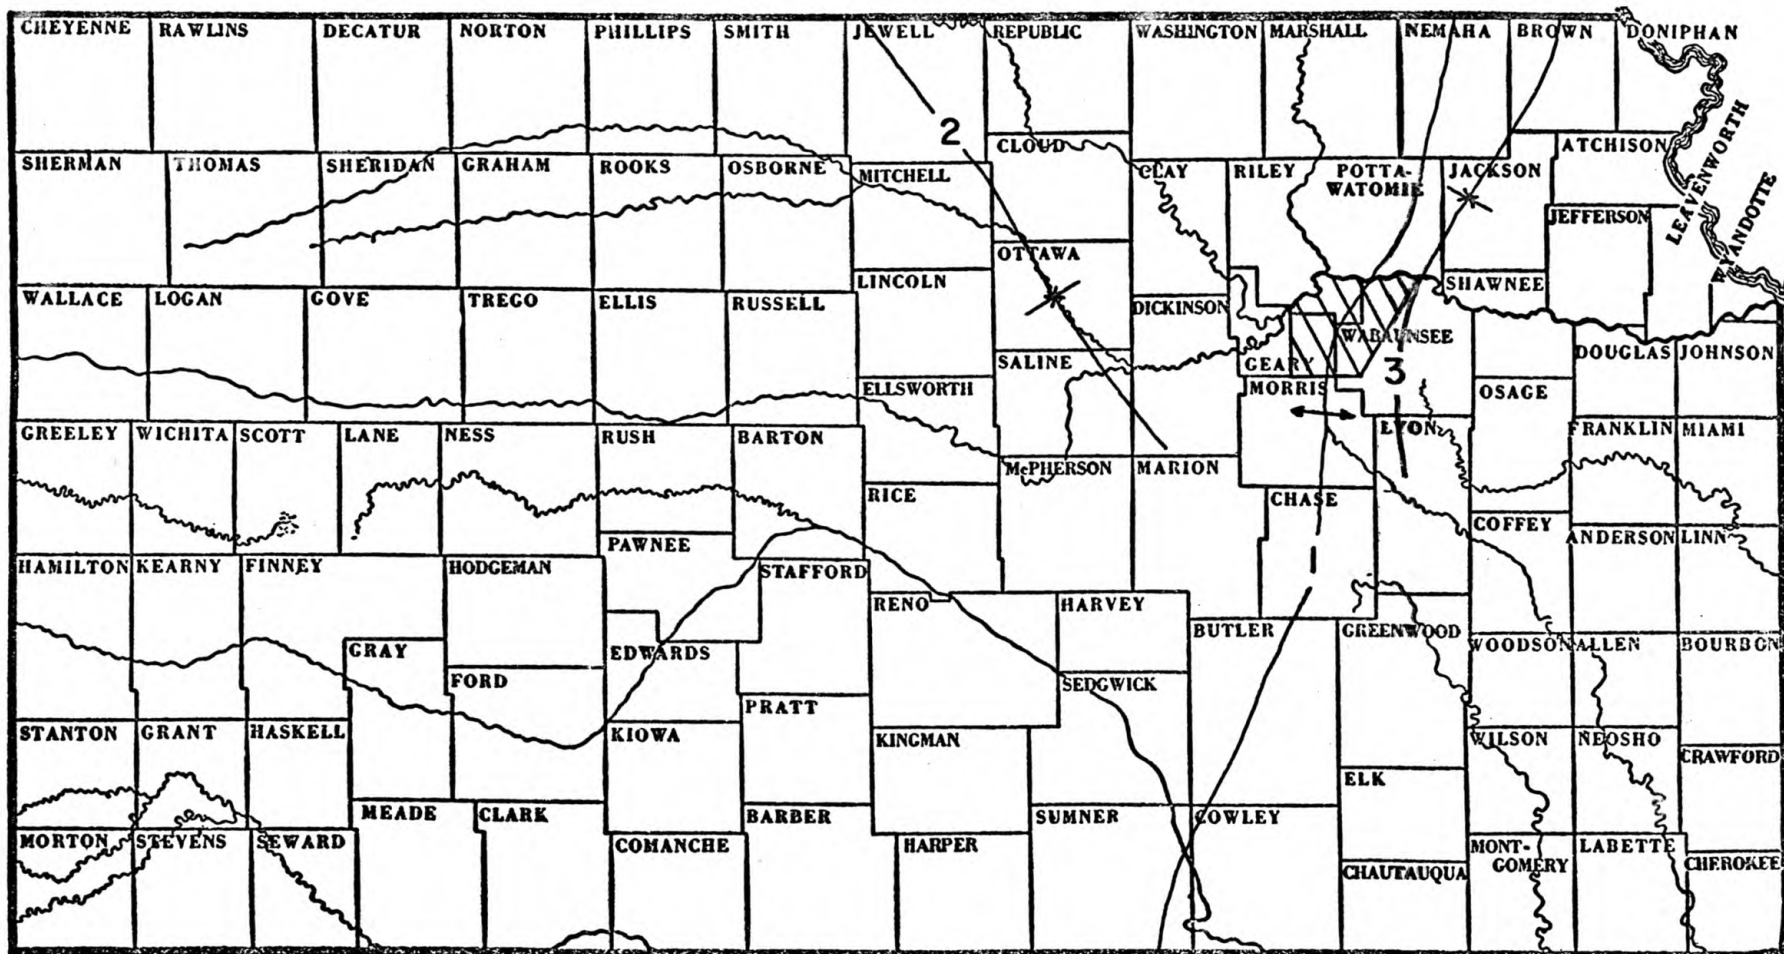 CHEYENNE RAWLINS DECATUR NORTON PHILLIPS SMITH JEWELL REPUBLIC WASHINGTON MARSHALL NEMAHA BROWN DONIPHAN
2
CLOUD
ATCHISON
LEAVENWORTH
SHERMAN THOMAS SHERIDAN GRAHAM ROOKS OSBORNE MITCHELL CLAY RILEY POTTA-
WATOMIE
JACKSON
WYANDOTTE
JEFFERSON
OTTAWA
WALLACE LOGAN GOVE TREGO ELLIS RUSSELL LINCOLN DICKINSON SHAWNEE
WABAUNSEE
SALINE GEARY DOUGLAS JOHNSON
3
ELLSWORTH MORRIS OSAGE
GREELEY WICHITA SCOTT LANE NESS RUSH BARTON LYON FRANKLIN MIAMI
McPHERSON MARION
RICE CHASE
COFFEY
PAWNEE ANDERSON LINN
HAMILTON KEARNY FINNEY HODGEMAN STAFFORD
1
RENO HARVEY
BUTLER GREENWOOD
GRAY EDWARDS WOODSON ALLEN BOURBON
FORD SEDGWICK
PRATT
STANTON GRANT HASKELL KIOWA KINGMAN WILSON NEOSHO
CRAWFORD
ELK
MEADE CLARK BARBER SUMNER COWLEY
MORTON STEVENS SEWARD COMANCHE HARPER MONT-
GOMERY
LABETTE
CHAUTAUQUA CHEROKEE